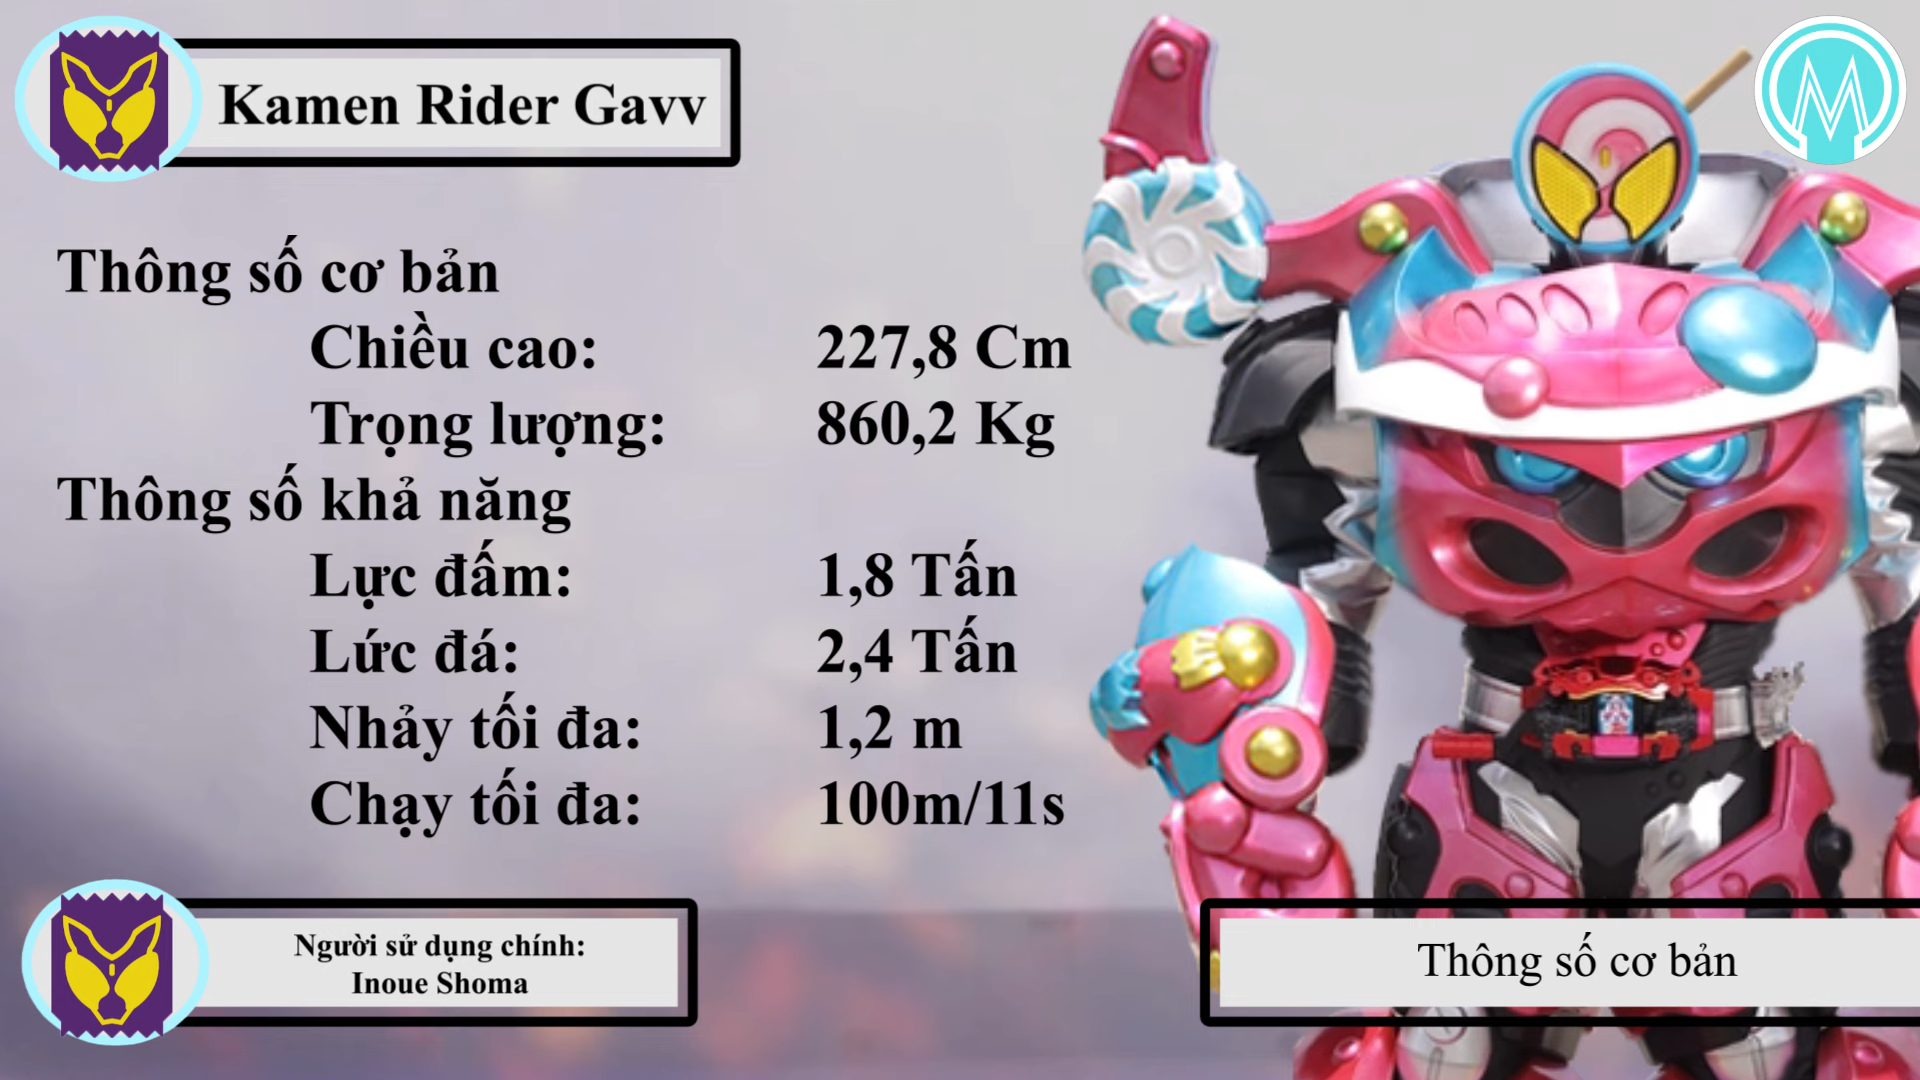 Kamen Rider Gavv
Thông số cơ bản
Chiều cao: 227,8 Cm
Trọng lượng: 860,2 Kg
Thông số khả năng
Lực đấm: 1,8 Tấn
Lức đá: 2,4 Tấn
Nhảy tối đa: 1,2 m
Chạy tối đa: 100m/11s
Người sử dụng chính:
Inoue Shoma
Thông số cơ bản